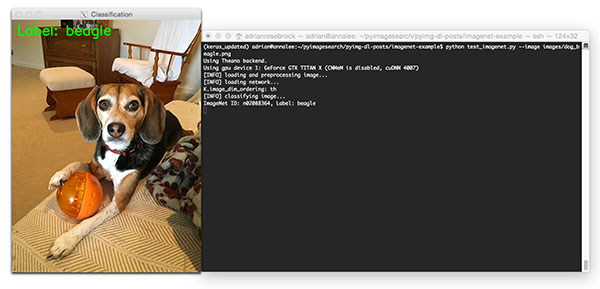 Classification
Label: beagle
adrianrosebrock — adrian@annalee: ~/pyimagesearch/pyimg-dl-posts/imagenet-example — ssh — 124×32
(keras_updated) adrian@annalee:~/pyimagesearch/pyimg-dl-posts/imagenet-example$ python test_imagenet.py --image images/dog_b
eagle.png
Using Theano backend.
Using gpu device 1: GeForce GTX TITAN X (CNMeM is disabled, cuDNN 4007)
[INFO] loading and preprocessing image...
[INFO] loading network...
K.image_dim_ordering: th
[INFO] classifying image...
ImageNet ID: n02088364, Label: beagle